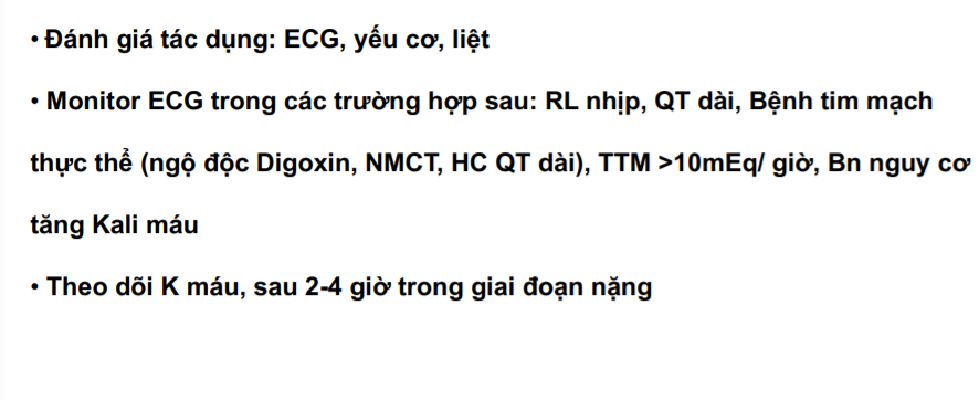 • Đánh giá tác dụng: ECG, yếu cơ, liệt
• Monitor ECG trong các trường hợp sau: RL nhịp, QT dài, Bệnh tim mạch
thực thể (ngộ độc Digoxin, NMCT, HC QT dài), TTM >10mEq/ giờ, Bn nguy cơ
tăng Kali máu
• Theo dõi K máu, sau 2-4 giờ trong giai đoạn nặng